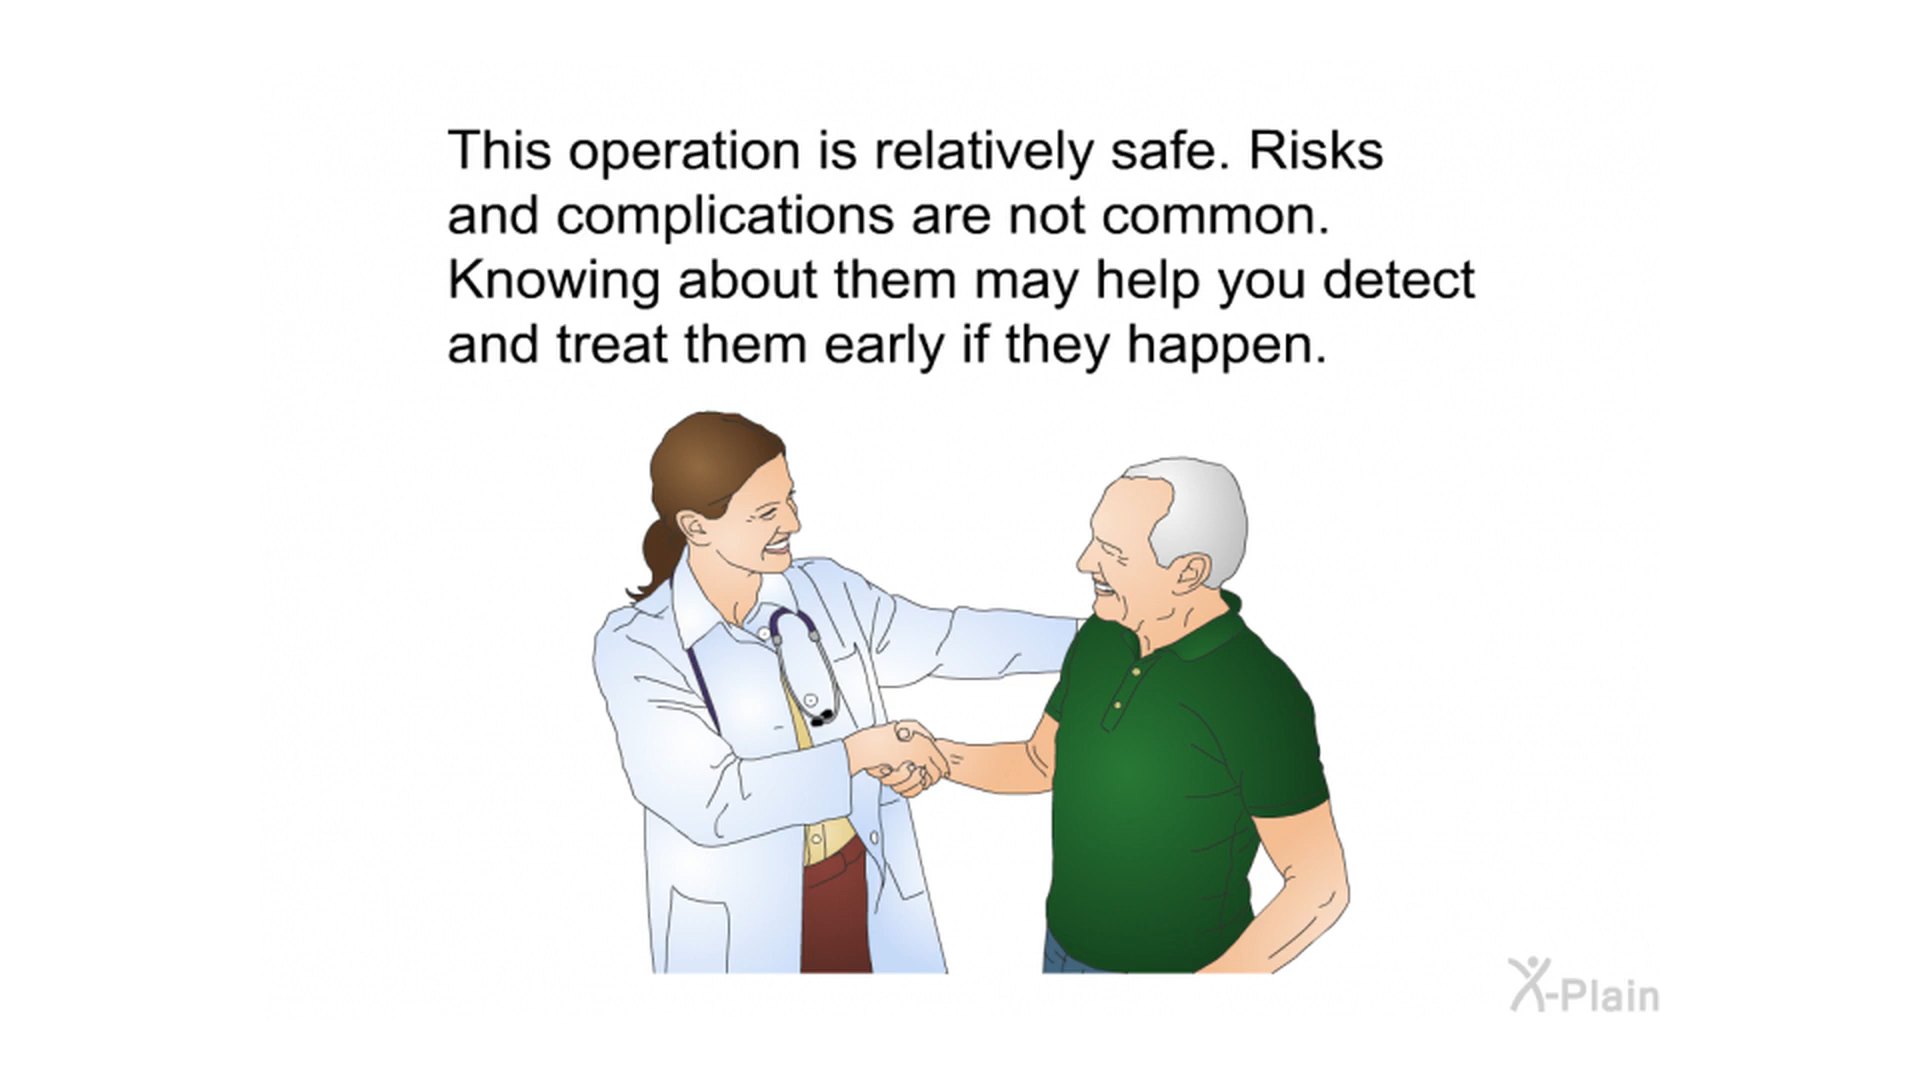 This operation is relatively safe. Risks
and complications are not common.
Knowing about them may help you detect
and treat them early if they happen.
X-Plain